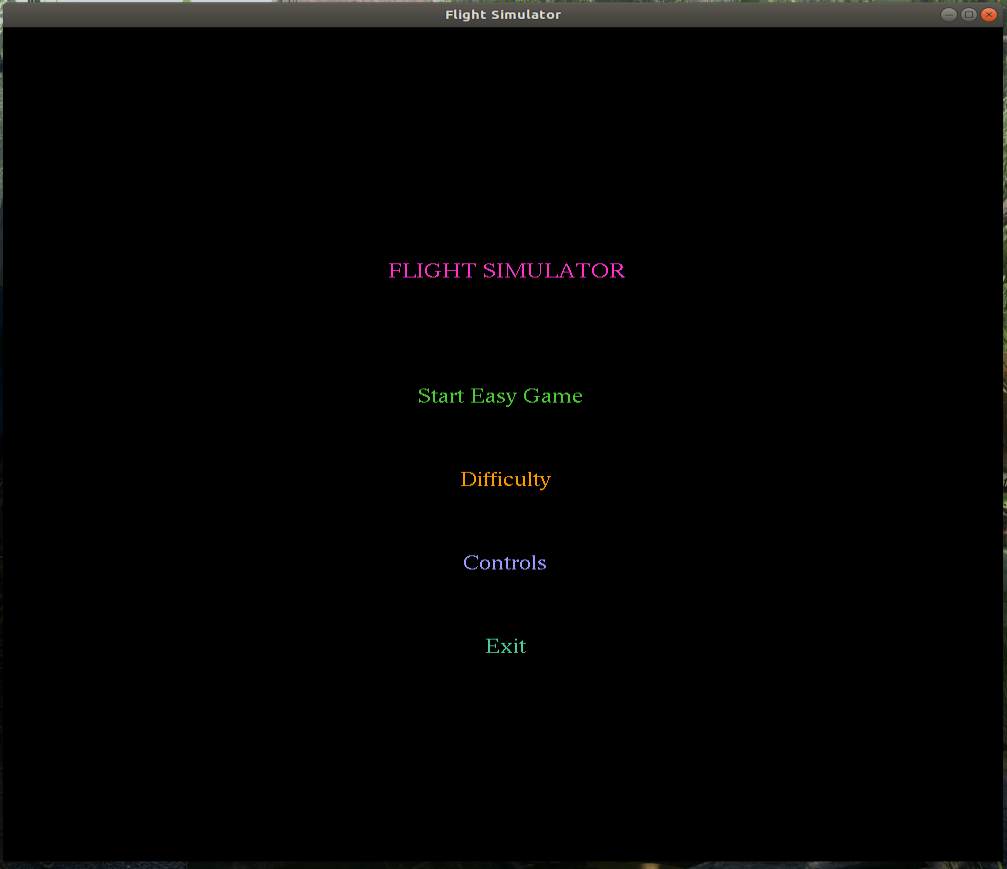 Flight Simulator
FLIGHT SIMULATOR
Start Easy Game
Difficulty
Controls
Exit